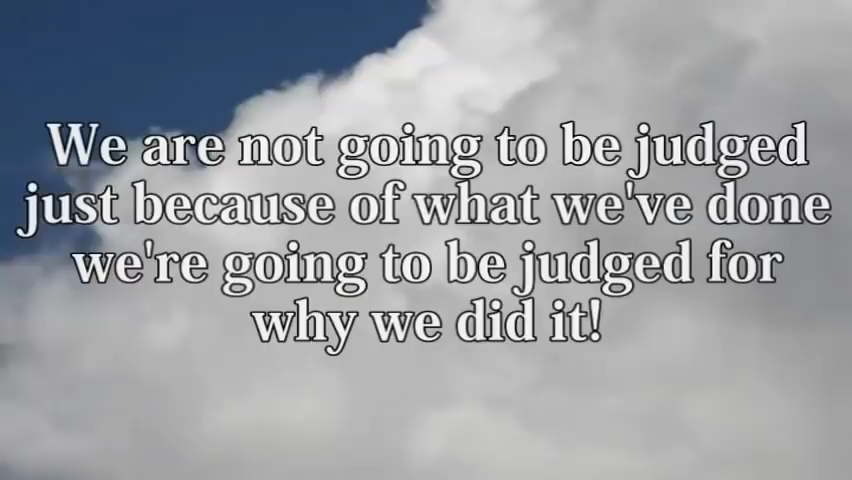 We are not going to be judged
just because of what we've done
we're going to be judged for
why we did it!